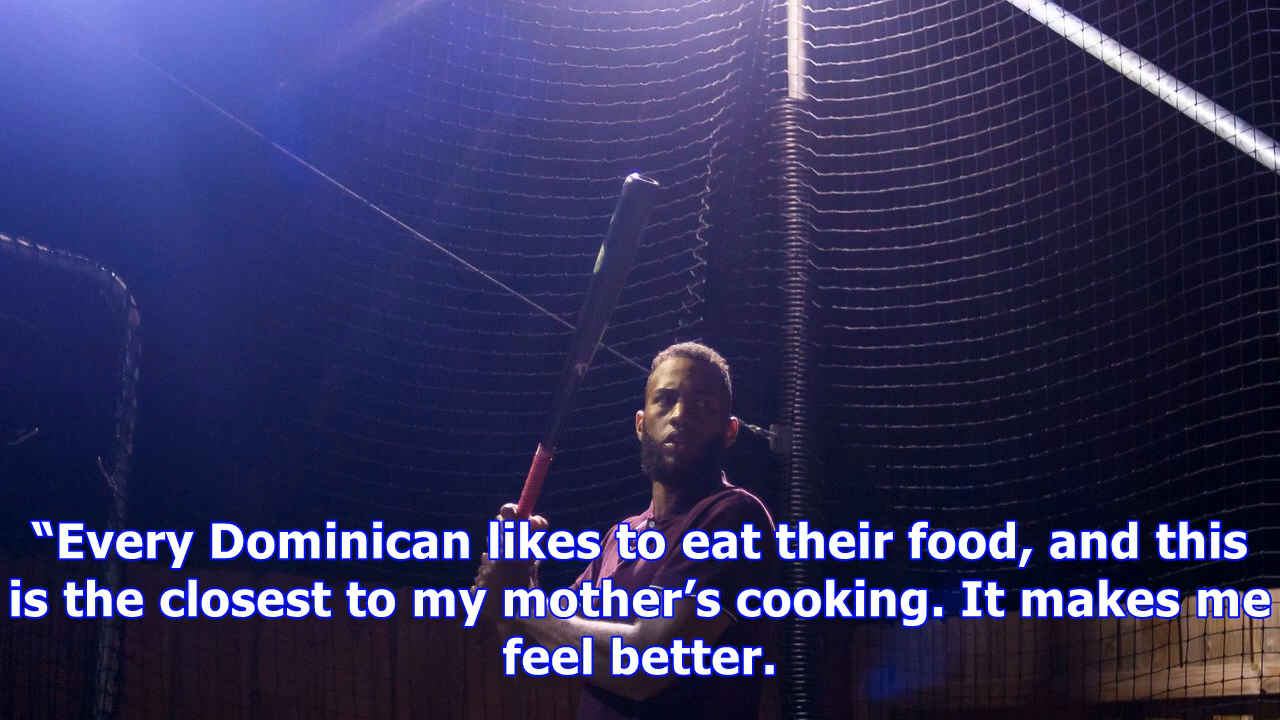 “Every Dominican likes to eat their food, and this
is the closest to my mother’s cooking. It makes me
feel better.